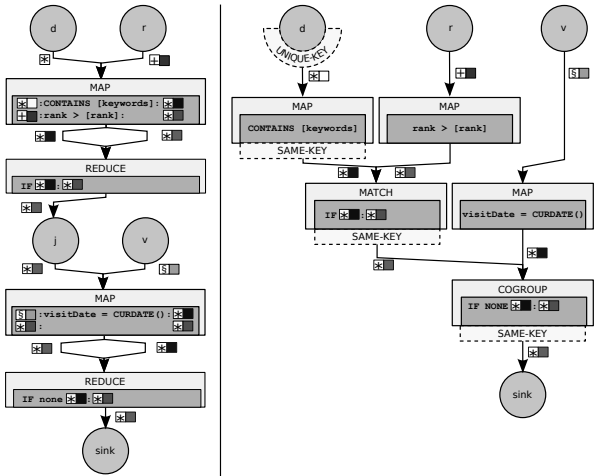 d
r
*
+
MAP
* :CONTAINS [keywords]: *
+ :rank > [rank]: *
*
*
REDUCE
IF * : *
*
j
v
*
§
MAP
§ :visitDate = CURDATE(): *
* : *
*
*
REDUCE
IF none * : *
*
sink
d
UNIQUE-KEY
r
v
*
+
§
MAP
CONTAINS [keywords]
SAME-KEY
MAP
rank > [rank]
*
*
MATCH
IF * : *
SAME-KEY
MAP
visitDate = CURDATE()
*
*
COGROUP
IF NONE * : *
SAME-KEY
*
sink